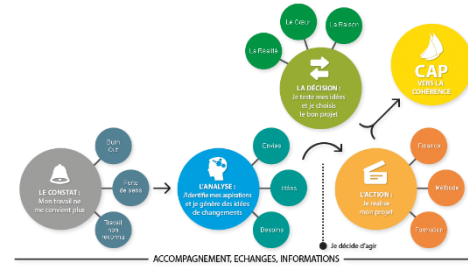 Le Cœur
La Raison
La Réalité
LA DÉCISION :
Je teste mes idées
et je choisis
le bon projet
CAP
VERS LA
COHÉRENCE
Burn
Out
Perte
de sens
Travail
non
reconnu
LE CONSTAT :
Mon travail ne
me convient plus
Envies
Idées
Besoins
L'ANALYSE :
J'identifie mes aspirations
et je génère des idées
de changements
Finance
Méthode
Formation
L'ACTION :
Je réalise
mon projet
Je décide d'agir
ACCOMPAGNEMENT, ECHANGES, INFORMATIONS